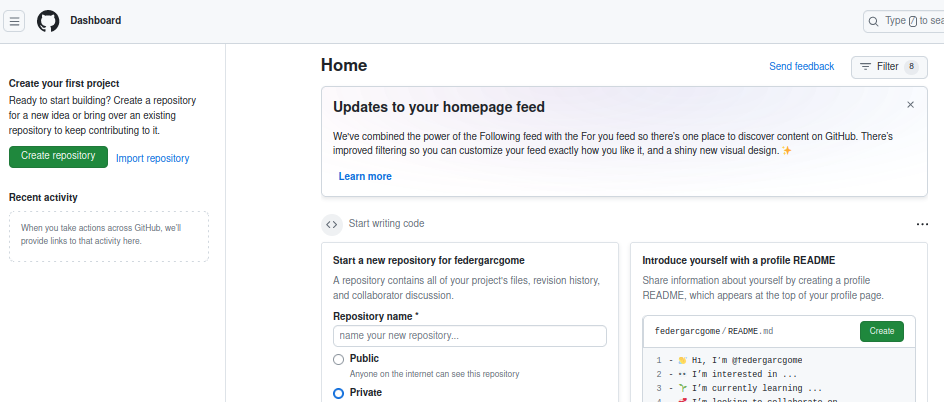 Dashboard
Type / to sea
Create your first project
Ready to start building? Create a repository
for a new idea or bring over an existing
repository to keep contributing to it.
Create repository
Import repository
Recent activity
When you take actions across GitHub, we'll
provide links to that activity here.
Home
Send feedback
Filter 8
Updates to your homepage feed
We've combined the power of the Following feed with the For you feed so there's one place to discover content on GitHub. There's
improved filtering so you can customize your feed exactly how you like it, and a shiny new visual design. ✨
Learn more
Start writing code
Start a new repository for federgarcgome
A repository contains all of your project's files, revision history,
and collaborator discussion.
Repository name *
name your new repository...
Public
Anyone on the internet can see this repository
Private
Introduce yourself with a profile README
Share information about yourself by creating a profile
README, which appears at the top of your profile page.
federgarcgome / README.md
Create
1 - 👋 Hi, I'm @federgarcgome
2 - 👀 I'm interested in ...
3 - 🌱 I'm currently learning ...
4 - 💞️ I'm looking to collaborate on